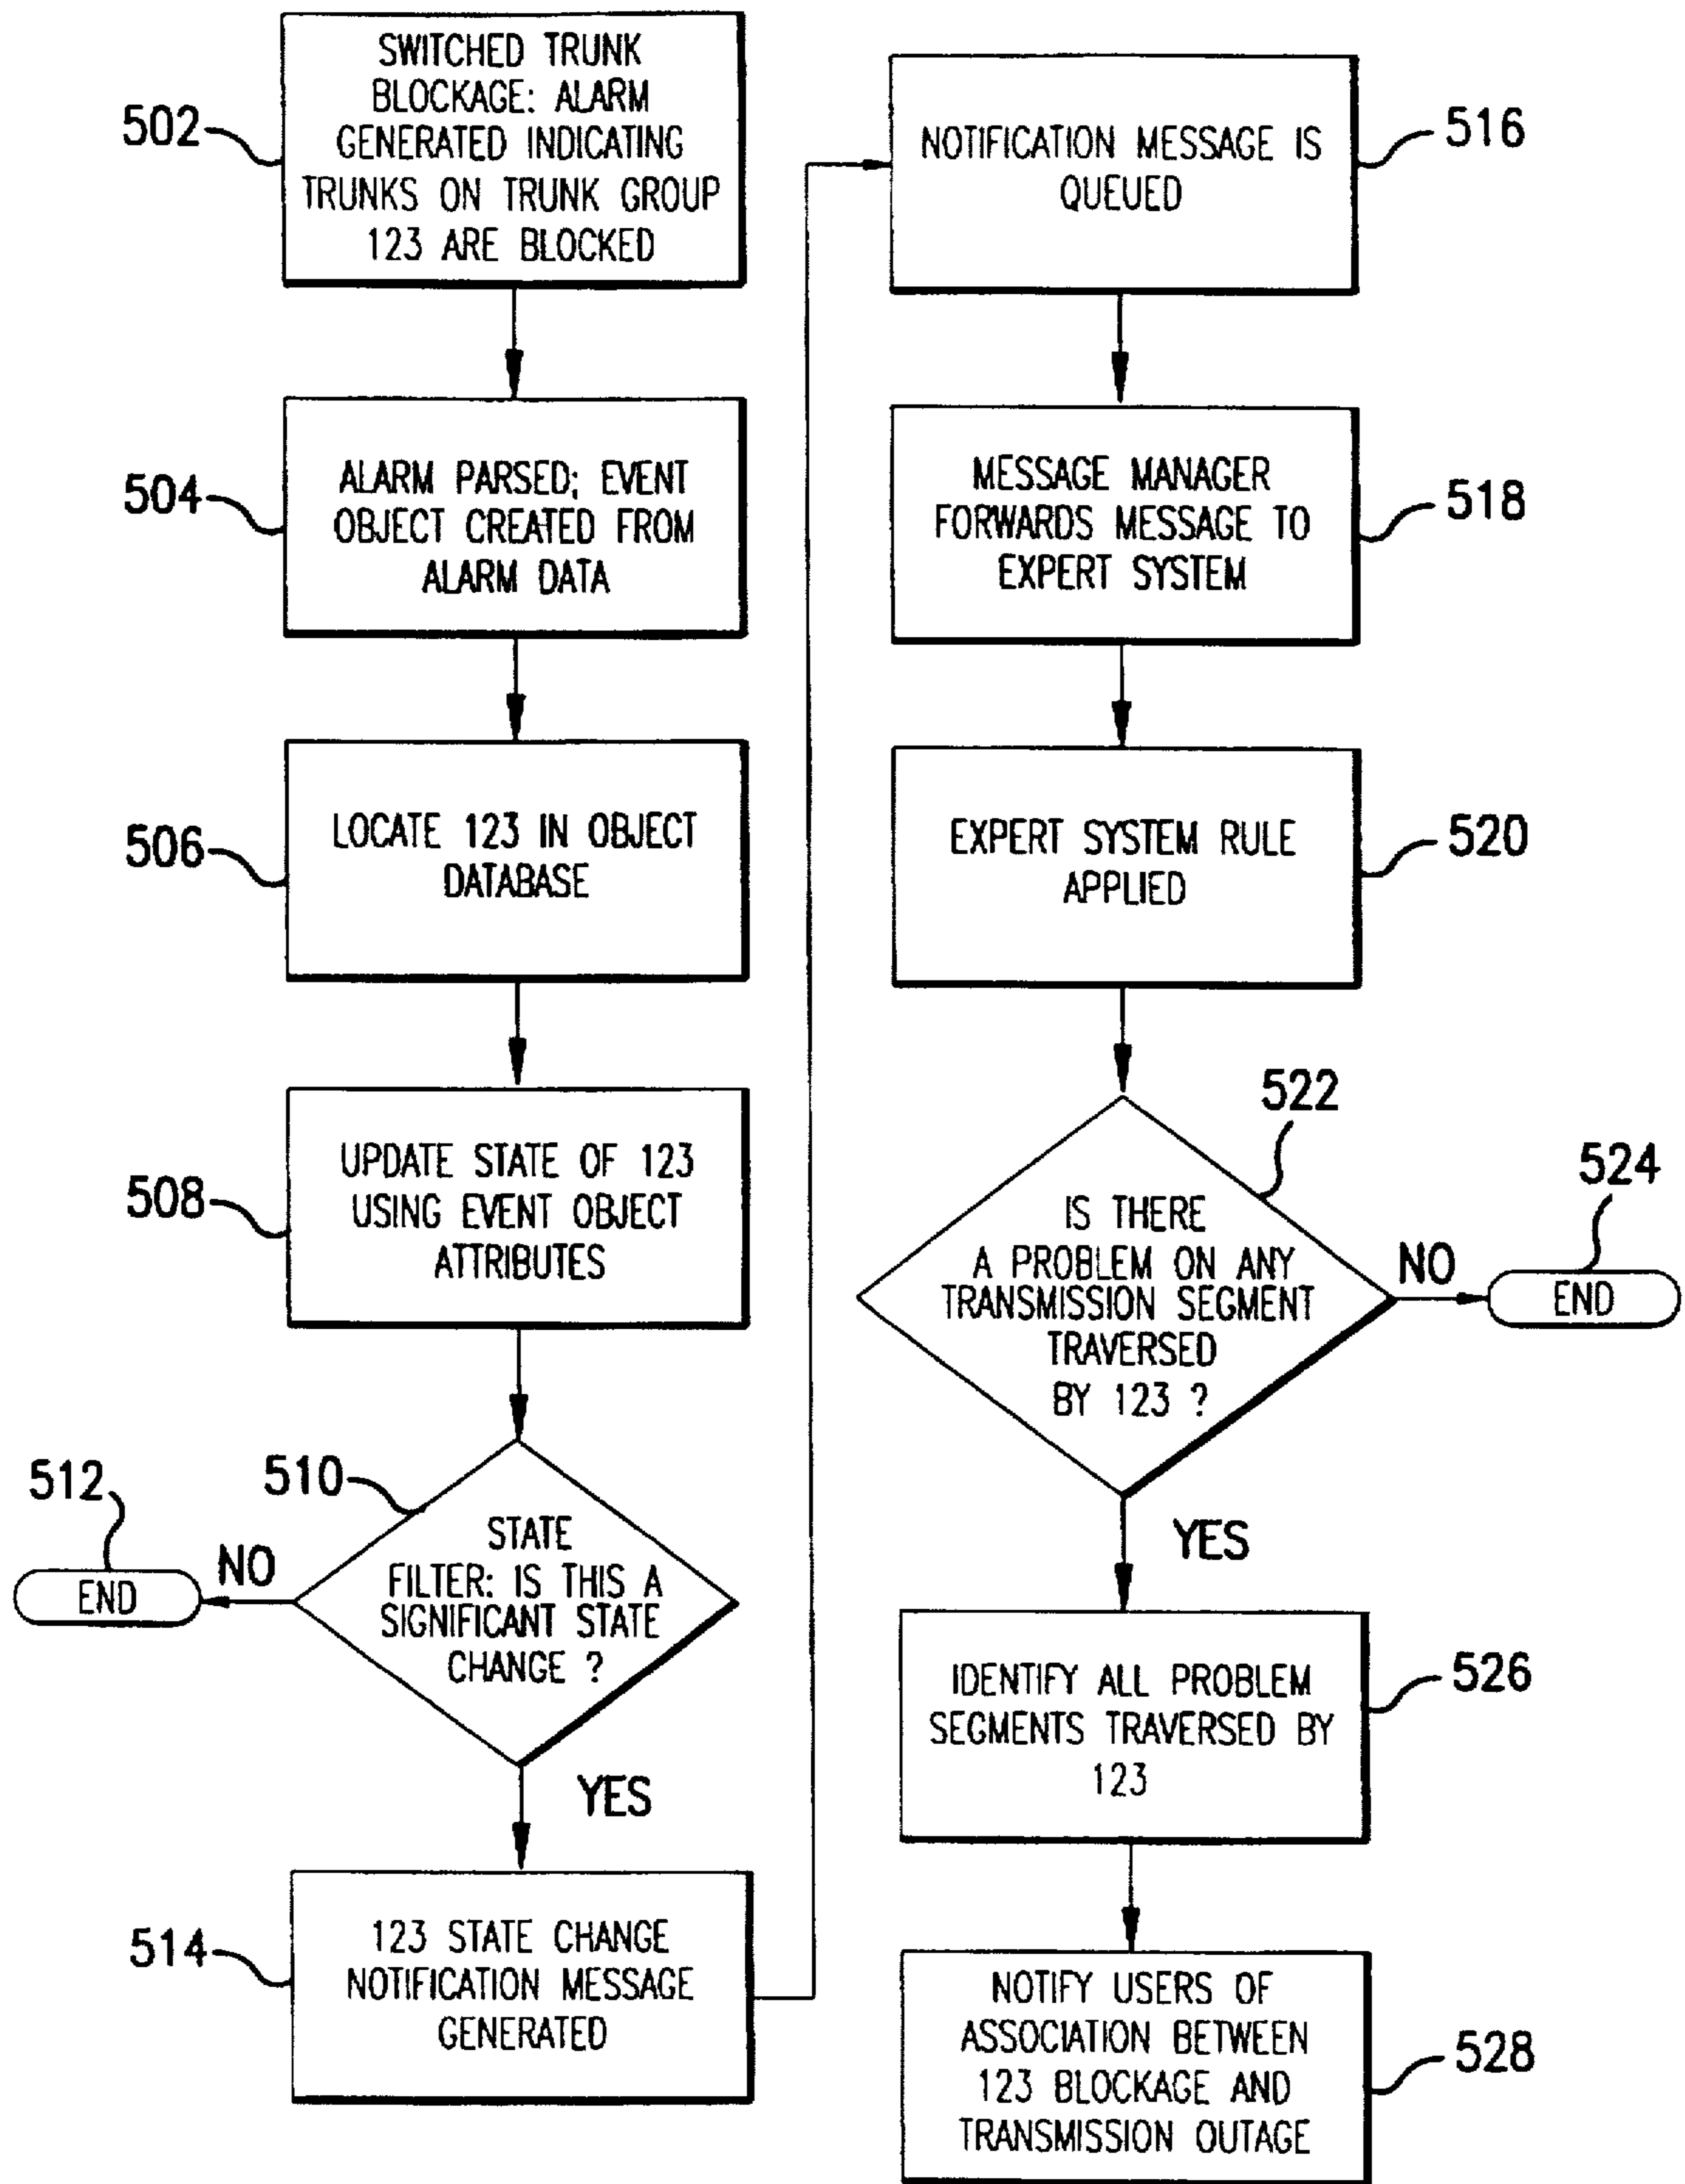 502
SWITCHED TRUNK
BLOCKAGE: ALARM
GENERATED INDICATING
TRUNKS ON TRUNK GROUP
123 ARE BLOCKED
504
ALARM PARSED; EVENT
OBJECT CREATED FROM
ALARM DATA
506
LOCATE 123 IN OBJECT
DATABASE
508
UPDATE STATE OF 123
USING EVENT OBJECT
ATTRIBUTES
510
STATE
FILTER: IS THIS A
SIGNIFICANT STATE
CHANGE ?
NO
512
END
YES
514
123 STATE CHANGE
NOTIFICATION MESSAGE
GENERATED
516
NOTIFICATION MESSAGE IS
QUEUED
518
MESSAGE MANAGER
FORWARDS MESSAGE TO
EXPERT SYSTEM
520
EXPERT SYSTEM RULE
APPLIED
522
IS THERE
A PROBLEM ON ANY
TRANSMISSION SEGMENT
TRAVERSED
BY 123 ?
NO
524
END
YES
526
IDENTIFY ALL PROBLEM
SEGMENTS TRAVERSED BY
123
528
NOTIFY USERS OF
ASSOCIATION BETWEEN
123 BLOCKAGE AND
TRANSMISSION OUTAGE